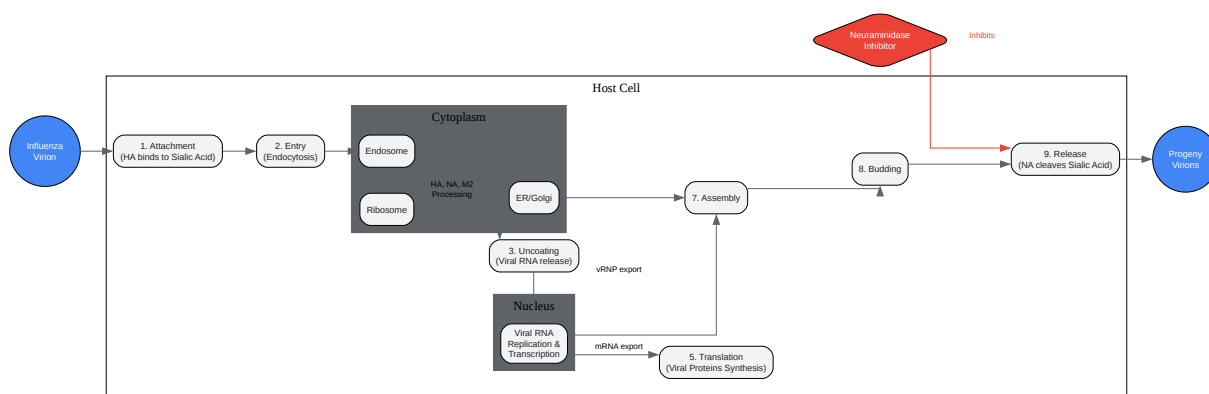 Neuraminidase
Inhibitor
Inhibits
Host Cell
Influenza
Virion
1. Attachment
(HA binds to Sialic Acid)
2. Entry
(Endocytosis)
Cytoplasm
Endosome
HA, NA, M2
Processing
Ribosome
ER/Golgi
3. Uncoating
(Viral RNA release)
vRNP export
Nucleus
Viral RNA
Replication &
Transcription
mRNA export
5. Translation
(Viral Proteins Synthesis)
7. Assembly
8. Budding
9. Release
(NA cleaves Sialic Acid)
Progeny
Virions